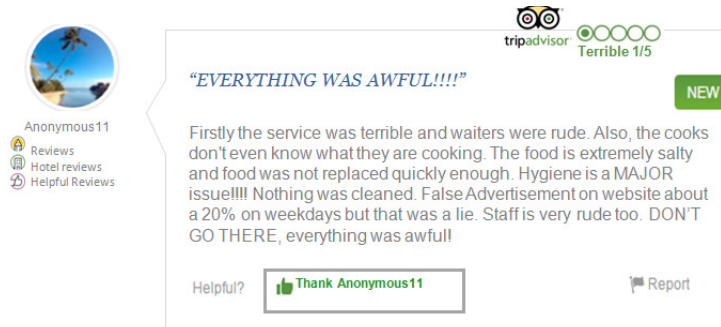 tripadvisor
Terrible 1/5
“EVERYTHING WAS AWFUL!!!!”
NEW
Anonymous11
Reviews
Hotel reviews
Helpful Reviews
Firstly the service was terrible and waiters were rude. Also, the cooks
don't even know what they are cooking. The food is extremely salty
and food was not replaced quickly enough. Hygiene is a MAJOR
issue!!!! Nothing was cleaned. False Advertisement on website about
a 20% on weekdays but that was a lie. Staff is very rude too. DON'T
GO THERE, everything was awful!
Helpful?
Thank Anonymous11
Report